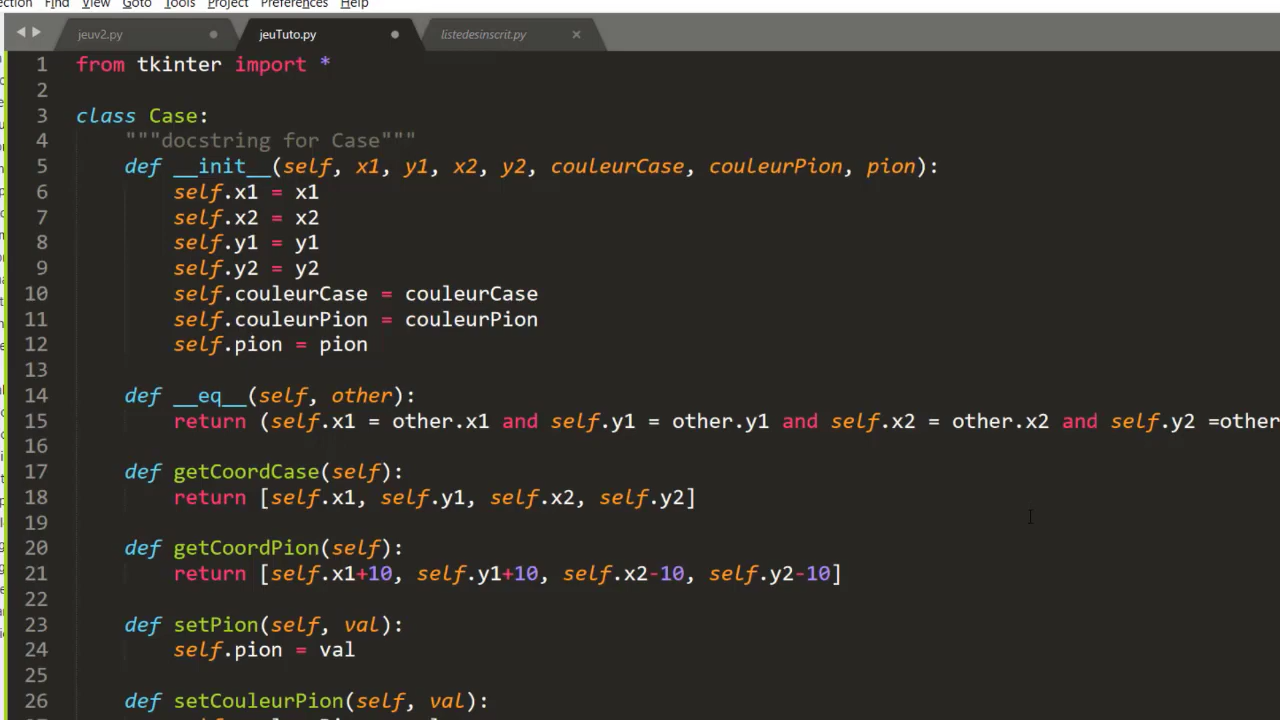 ection Find View Goto Tools Project Preferences Help
jeuv2.py jeuTuto.py listedesinscrit.py
1 from tkinter import *
2
3 class Case:
4 """docstring for Case"""
5 def __init__(self, x1, y1, x2, y2, couleurCase, couleurPion, pion):
6 self.x1 = x1
7 self.x2 = x2
8 self.y1 = y1
9 self.y2 = y2
10 self.couleurCase = couleurCase
11 self.couleurPion = couleurPion
12 self.pion = pion
13
14 def __eq__(self, other):
15 return (self.x1 = other.x1 and self.y1 = other.y1 and self.x2 = other.x2 and self.y2 =other
16
17 def getCoordCase(self):
18 return [self.x1, self.y1, self.x2, self.y2]
19
20 def getCoordPion(self):
21 return [self.x1+10, self.y1+10, self.x2-10, self.y2-10]
22
23 def setPion(self, val):
24 self.pion = val
25
26 def setCouleurPion(self, val):